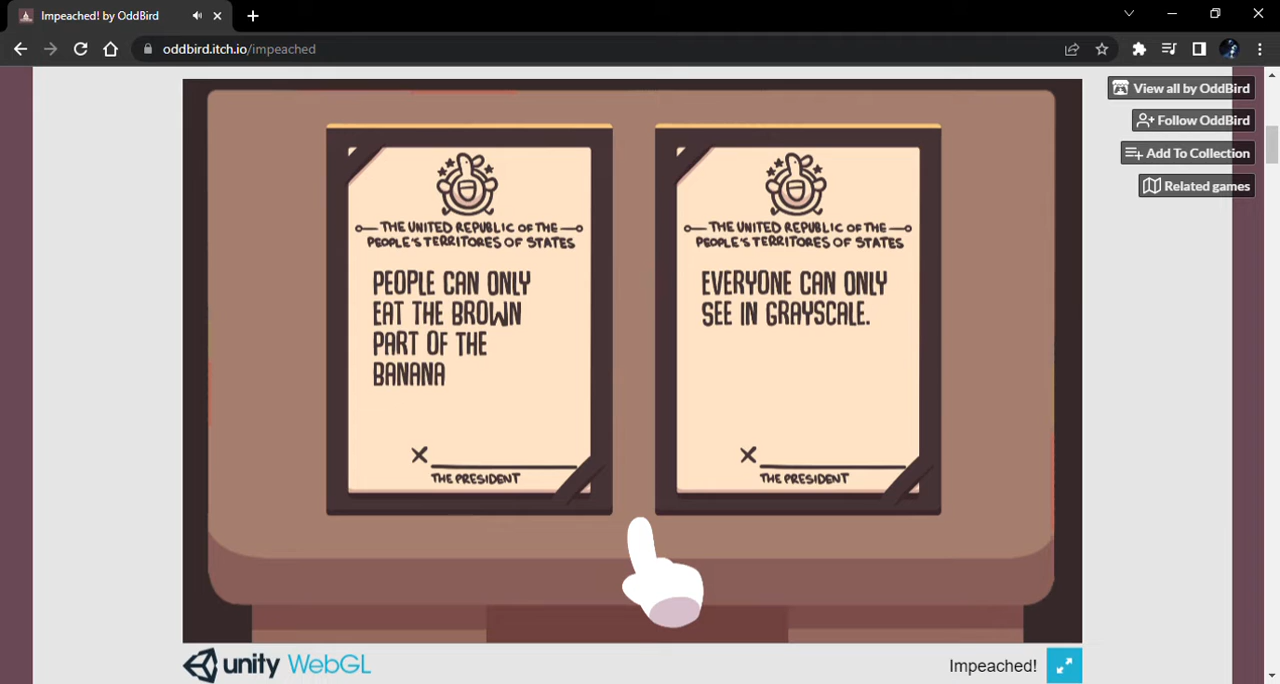 Impeached! by OddBird
oddbird.itch.io/impeached
View all by OddBird
Follow OddBird
Add To Collection
Related games
THE UNITED REPUBLIC OF THE
PEOPLE'S TERRITORES OF STATES
PEOPLE CAN ONLY
EAT THE BROWN
PART OF THE
BANANA
X
THE PRESIDENT
THE UNITED REPUBLIC OF THE
PEOPLE'S TERRITORES OF STATES
EVERYONE CAN ONLY
SEE IN GRAYSCALE.
X
THE PRESIDENT
unity WebGL
Impeached!